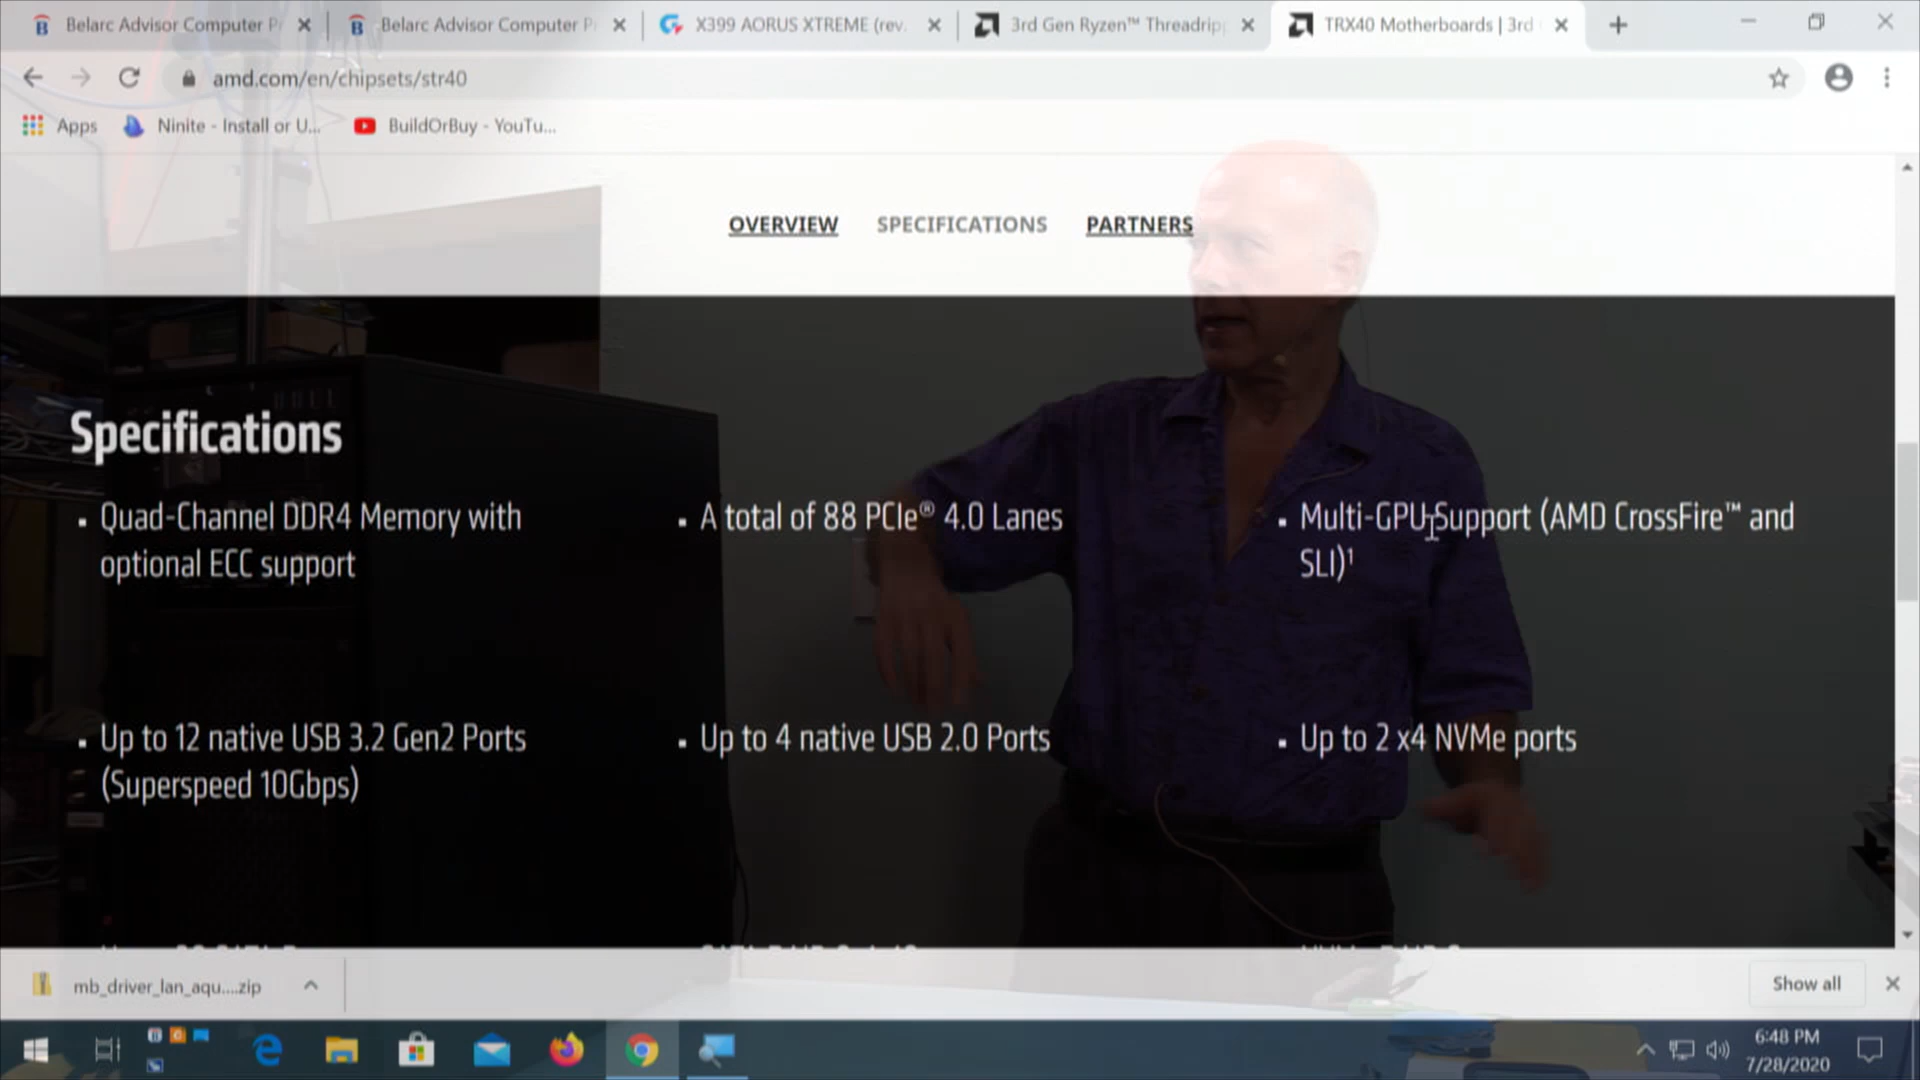 Belarc Advisor Computer P
Belarc Advisor Computer P
X399 AORUS XTREME (rev.
3rd Gen Ryzen™ Threadrip
TRX40 Motherboards | 3rd
amd.com/en/chipsets/str40
Apps
Ninite - Install or U...
BuildOrBuy - YouTu...
OVERVIEW SPECIFICATIONS PARTNERS
Specifications
Quad-Channel DDR4 Memory with
optional ECC support
A total of 88 PCIe® 4.0 Lanes
Multi-GPU Support (AMD CrossFire™ and
SLI)¹
Up to 12 native USB 3.2 Gen2 Ports
(Superspeed 10Gbps)
Up to 4 native USB 2.0 Ports
Up to 2 x4 NVMe ports
mb_driver_lan_aqu....zip
Show all
6:48 PM
7/28/2020